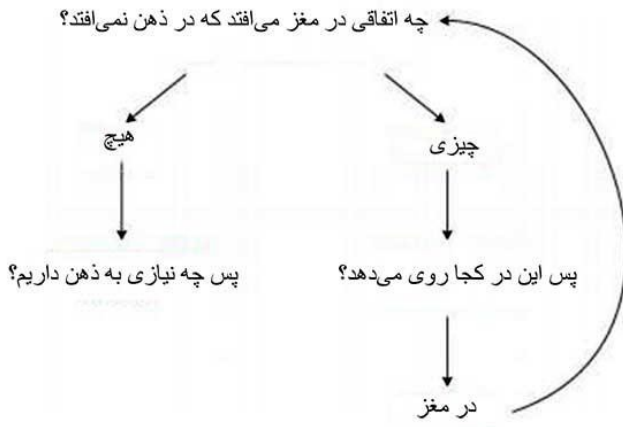 چه اتفاقی در مغز می‌افتد که در ذهن نمی‌افتد؟
چیزی
هیچ
پس این در کجا روی می‌دهد؟
پس چه نیازی به ذهن داریم؟
در مغز